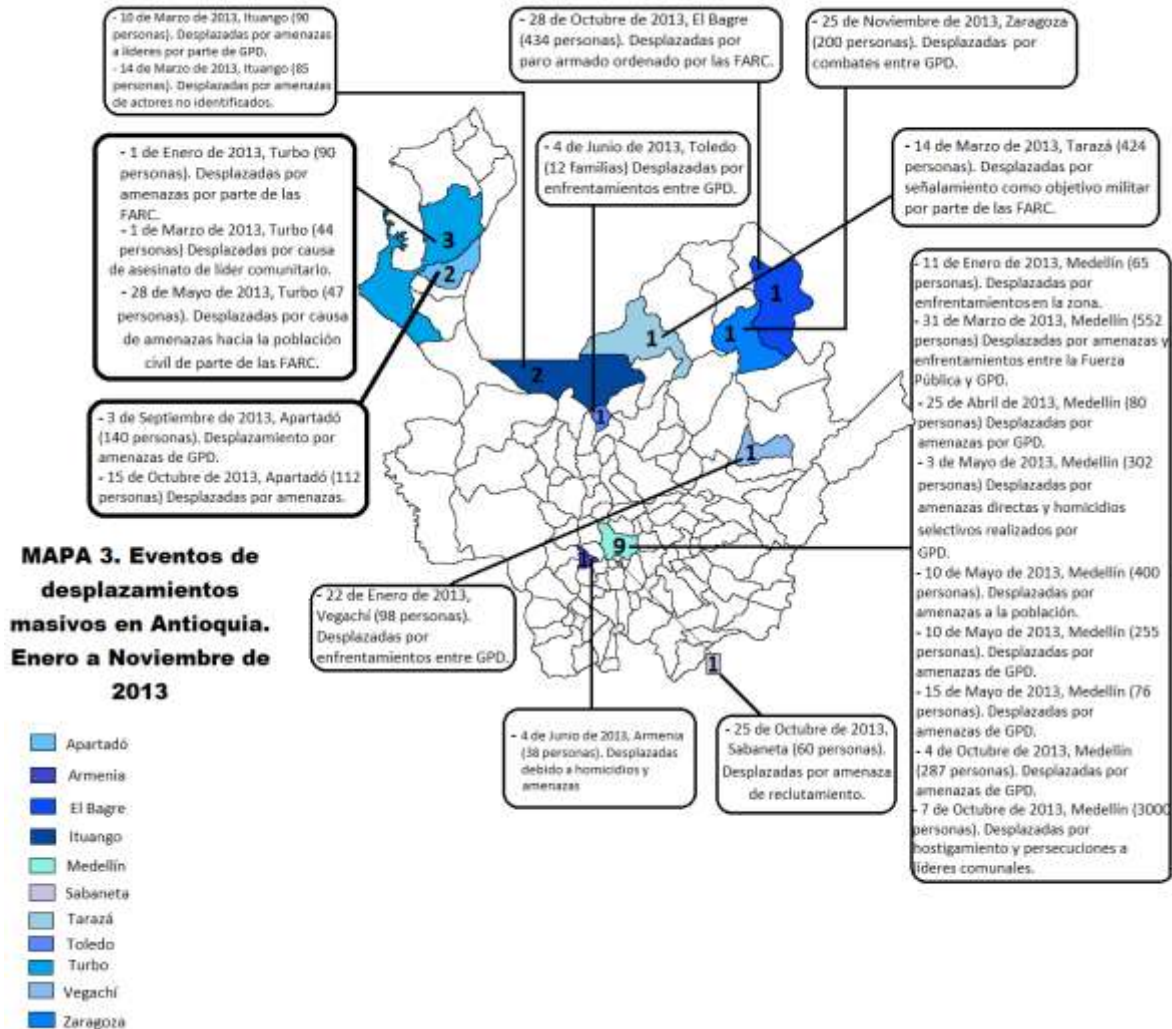 - 10 de Marzo de 2013, Ituango (90
personas). Desplazadas por amenazas
a líderes por parte de GPD.
- 14 de Marzo de 2013, Ituango (85
personas). Desplazadas por amenazas
de actores no identificados.
- 28 de Octubre de 2013, El Bagre
(434 personas). Desplazadas por
paro armado ordenado por las FARC.
- 25 de Noviembre de 2013, Zaragoza
(200 personas). Desplazadas por
combates entre GPD.
- 1 de Enero de 2013, Turbo (90
personas). Desplazadas por
amenazas por parte de las
FARC.
- 1 de Marzo de 2013, Turbo (44
personas) Desplazadas por causa
de asesinato de líder comunitario.
- 28 de Mayo de 2013, Turbo (47
personas). Desplazadas por causa
de amenazas hacia la población
civil de parte de las FARC.
- 4 de Junio de 2013, Toledo
(12 familias) Desplazadas por
enfrentamientos entre GPD.
- 14 de Marzo de 2013, Tarazá (424
personas). Desplazadas por
señalamiento como objetivo militar
por parte de las FARC.
- 3 de Septiembre de 2013, Apartadó
(140 personas). Desplazamiento por
amenazas de GPD.
- 15 de Octubre de 2013, Apartadó (112
personas) Desplazadas por amenazas.
- 11 de Enero de 2013, Medellín (65
personas). Desplazadas por
enfrentamientos en la zona.
- 31 de Marzo de 2013, Medellín (552
personas) Desplazadas por amenazas y
enfrentamientos entre la Fuerza
Pública y GPD.
- 25 de Abril de 2013, Medellín (80
personas) Desplazadas por
amenazas por GPD.
- 3 de Mayo de 2013, Medellín (302
personas) Desplazadas por
amenazas directas y homicidios
selectivos realizados por
GPD.
- 10 de Mayo de 2013, Medellín (400
personas). Desplazadas por
amenazas a la población.
- 10 de Mayo de 2013, Medellín (255
personas). Desplazadas por
amenazas de GPD.
- 15 de Mayo de 2013, Medellín (76
personas). Desplazadas por
amenazas de GPD.
- 4 de Octubre de 2013, Medellín
(287 personas). Desplazadas por
amenazas de GPD.
- 7 de Octubre de 2013, Medellín (3000
personas). Desplazadas por
hostigamiento y persecuciones a
líderes comunales.
3
2
2
1
1
1
1
1
9
1
1
MAPA 3. Eventos de
desplazamientos
masivos en Antioquia.
Enero a Noviembre de
2013
- 22 de Enero de 2013,
Vegachí (98 personas).
Desplazadas por
enfrentamientos entre GPD.
- 4 de Junio de 2013, Armenia
(38 personas). Desplazadas
debido a homicidios y
amenazas
- 25 de Octubre de 2013,
Sabaneta (60 personas).
Desplazadas por amenaza
de reclutamiento.
Apartadó
Armenia
El Bagre
Ituango
Medellín
Sabaneta
Tarazá
Toledo
Turbo
Vegachí
Zaragoza